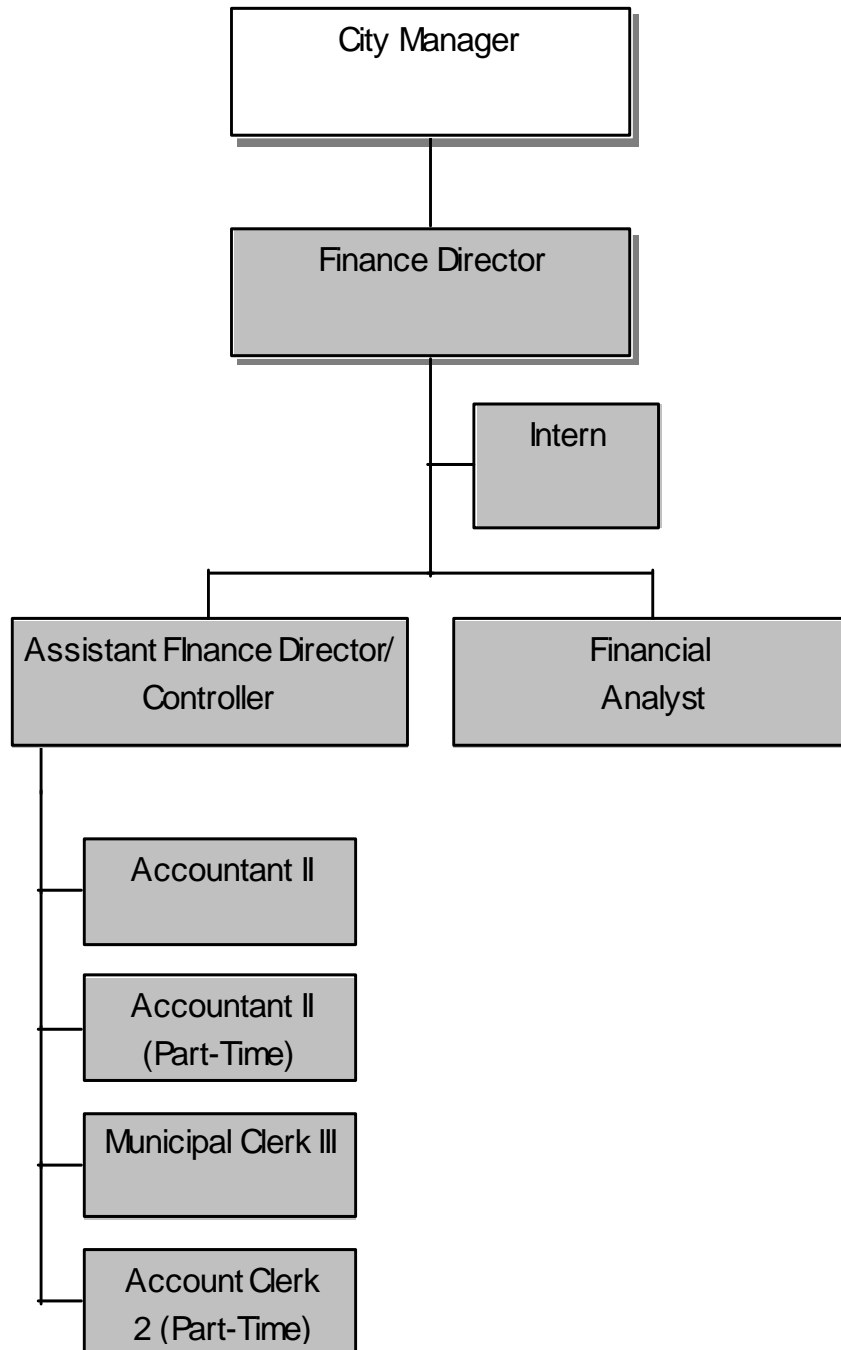 City Manager
Finance Director
Intern
Assistant FInance Director/
Controller
Financial
Analyst
Accountant II
Accountant II
(Part-Time)
Municipal Clerk III
Account Clerk
2 (Part-Time)